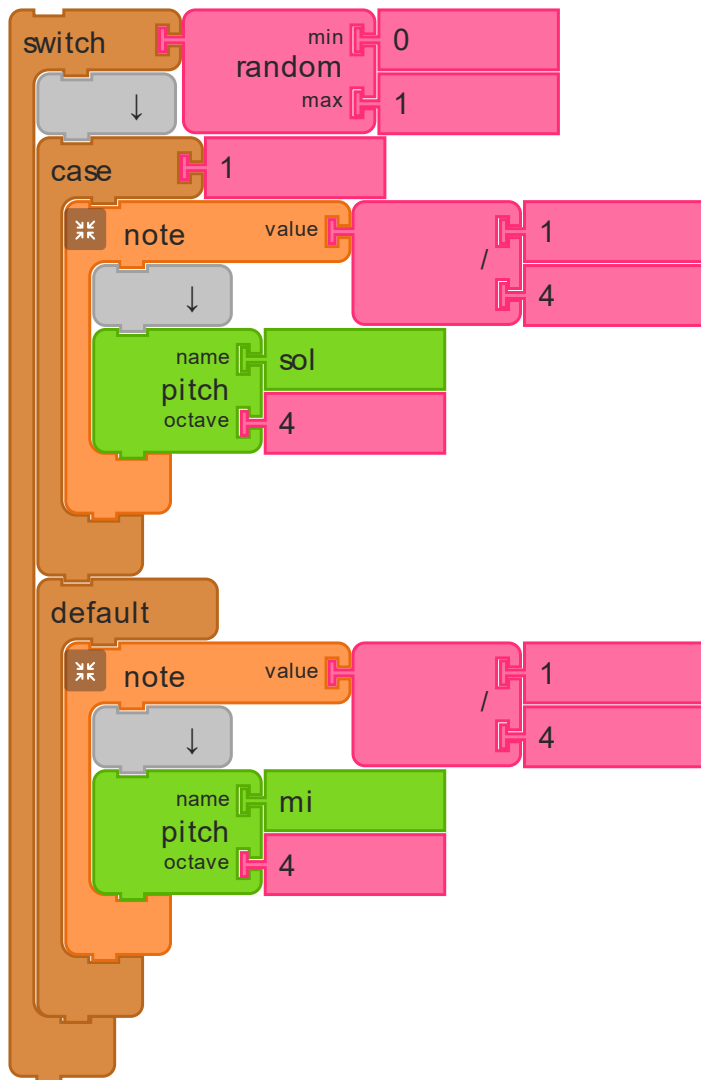 switch
min 0
random
max 1
↓
case 1
note value 1
/
4
↓
name sol
pitch
octave 4
default
note value 1
/
4
↓
name mi
pitch
octave 4